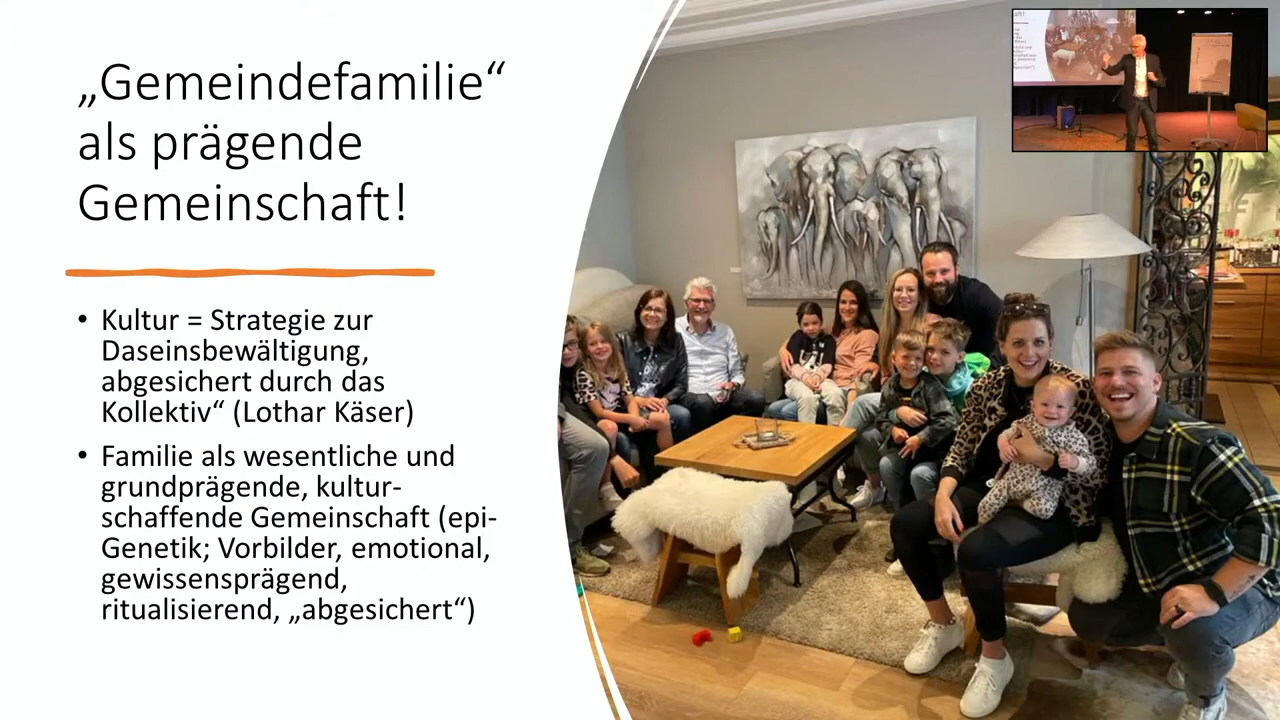 „Gemeindefamilie“
als prägende
Gemeinschaft!
• Kultur = Strategie zur
Daseinsbewältigung,
abgesichert durch das
Kollektiv“ (Lothar Käser)
• Familie als wesentliche und
grundprägende, kultur-
schaffende Gemeinschaft (epi-
Genetik; Vorbilder, emotional,
gewissensprägend,
ritualisierend, „abgesichert“)